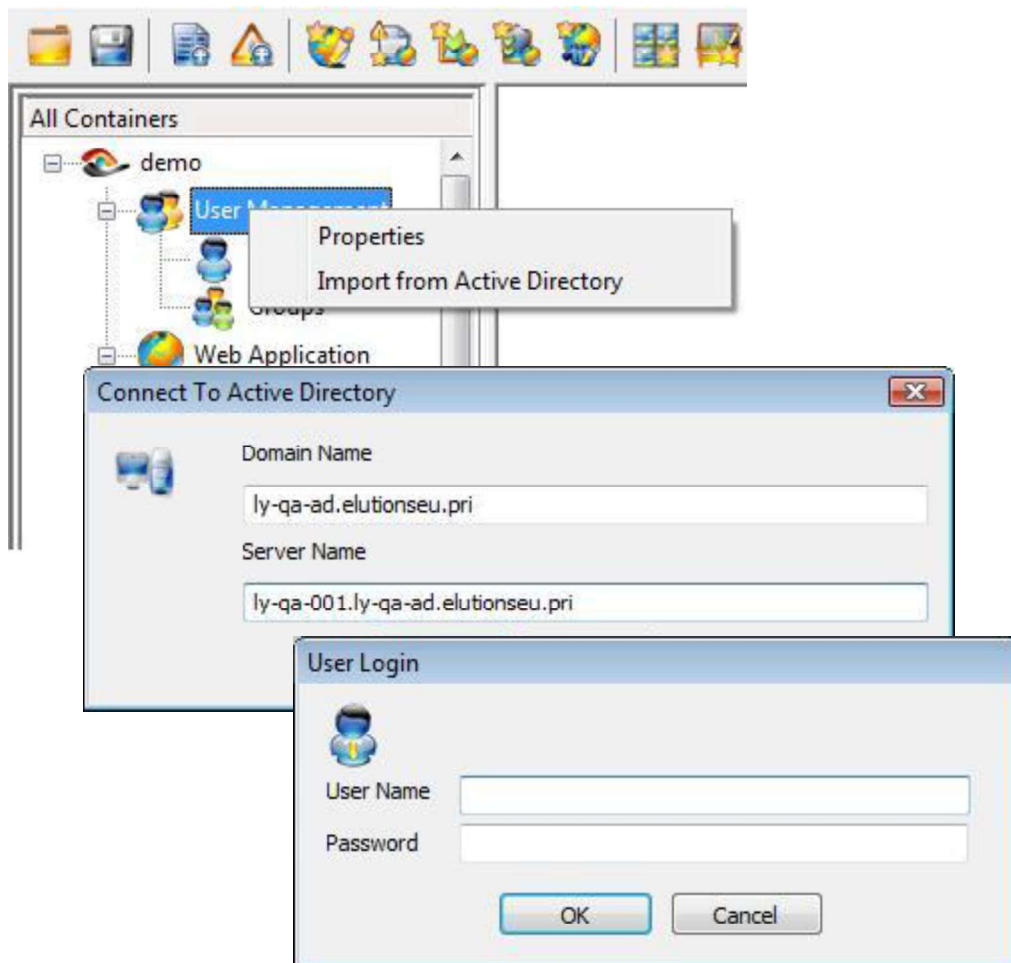 All Containers
demo
User Management
Properties
Import from Active Directory
Groups
Web Application
Connect To Active Directory
Domain Name
ly-qa-ad.elutionseu.pri
Server Name
ly-qa-001.ly-qa-ad.elutionseu.pri
User Login
User Name
Password
OK Cancel